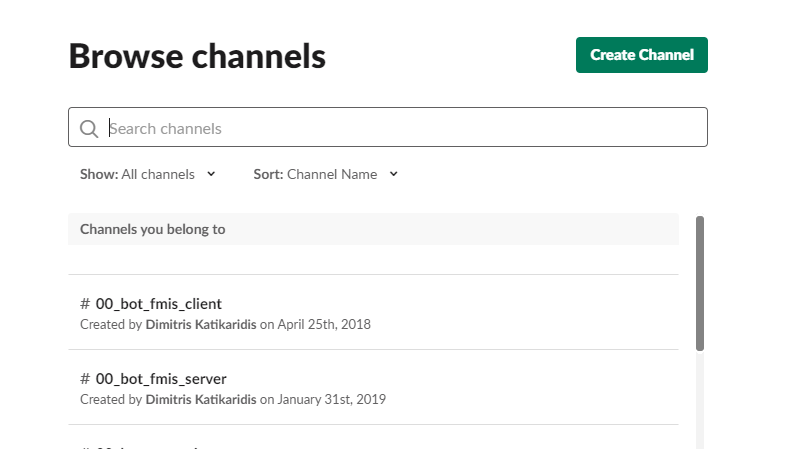 Browse channels
Create Channel
Search channels
Show: All channels
Sort: Channel Name
Channels you belong to
# 00_bot_fmis_client
Created by Dimitris Katikaridis on April 25th, 2018
# 00_bot_fmis_server
Created by Dimitris Katikaridis on January 31st, 2019